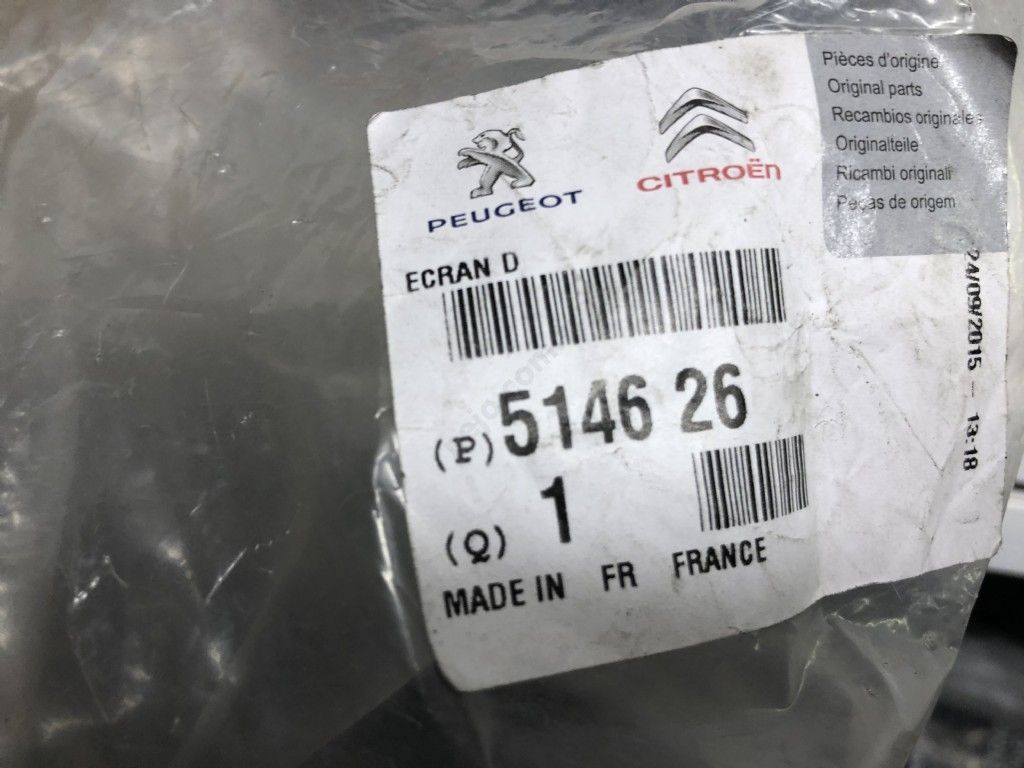 PEUGEOT
CITROËN
Pièces d'origine
Original parts
Recambios originales
Originalteile
Ricambi originali
Peças de origem
ECRAN D
(P) 5146 26
(Q) 1
MADE IN FR FRANCE
24/09/2015 - 13:18